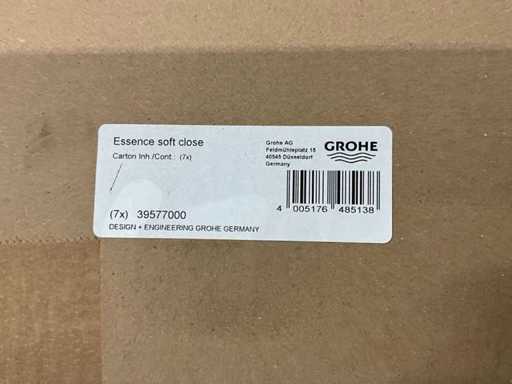 Essence soft close
Carton Inh./Cont.: (7x)
Grohe AG
Feldmühleplatz 15
40545 Düsseldorf
Germany
GROHE
4 005176 485138
(7x) 39577000
DESIGN + ENGINEERING GROHE GERMANY